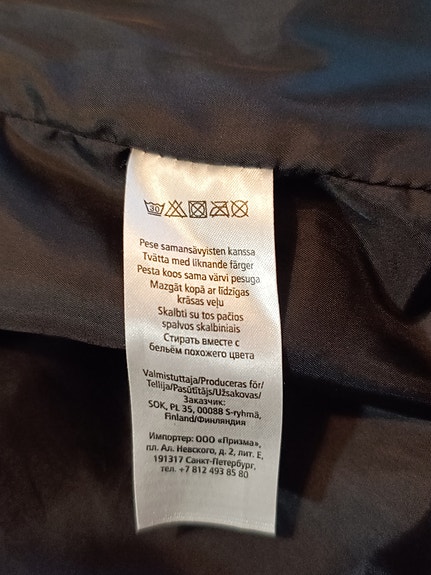 30
Pese samansävyisten kanssa
Tvätta med liknande färger
Pesta koos sama värvi pesuga
Mazgāt kopā ar līdzīgas
krāsas veļu
Skalbti su tos pačios
spalvos skalbiniais
Стирать вместе с
бельём похожего цвета
Valmistuttaja/Produceras för/
Tellija/Pasūtītājs/Užsakovas/
Заказчик:
SOK, PL 35, 00088 S-ryhmä,
Finland/Финляндия
Импортер: ООО «Призма»,
пл. Ал. Невского, д. 2, лит. Е,
191317 Санкт-Петербург,
тел. +7 812 493 85 80